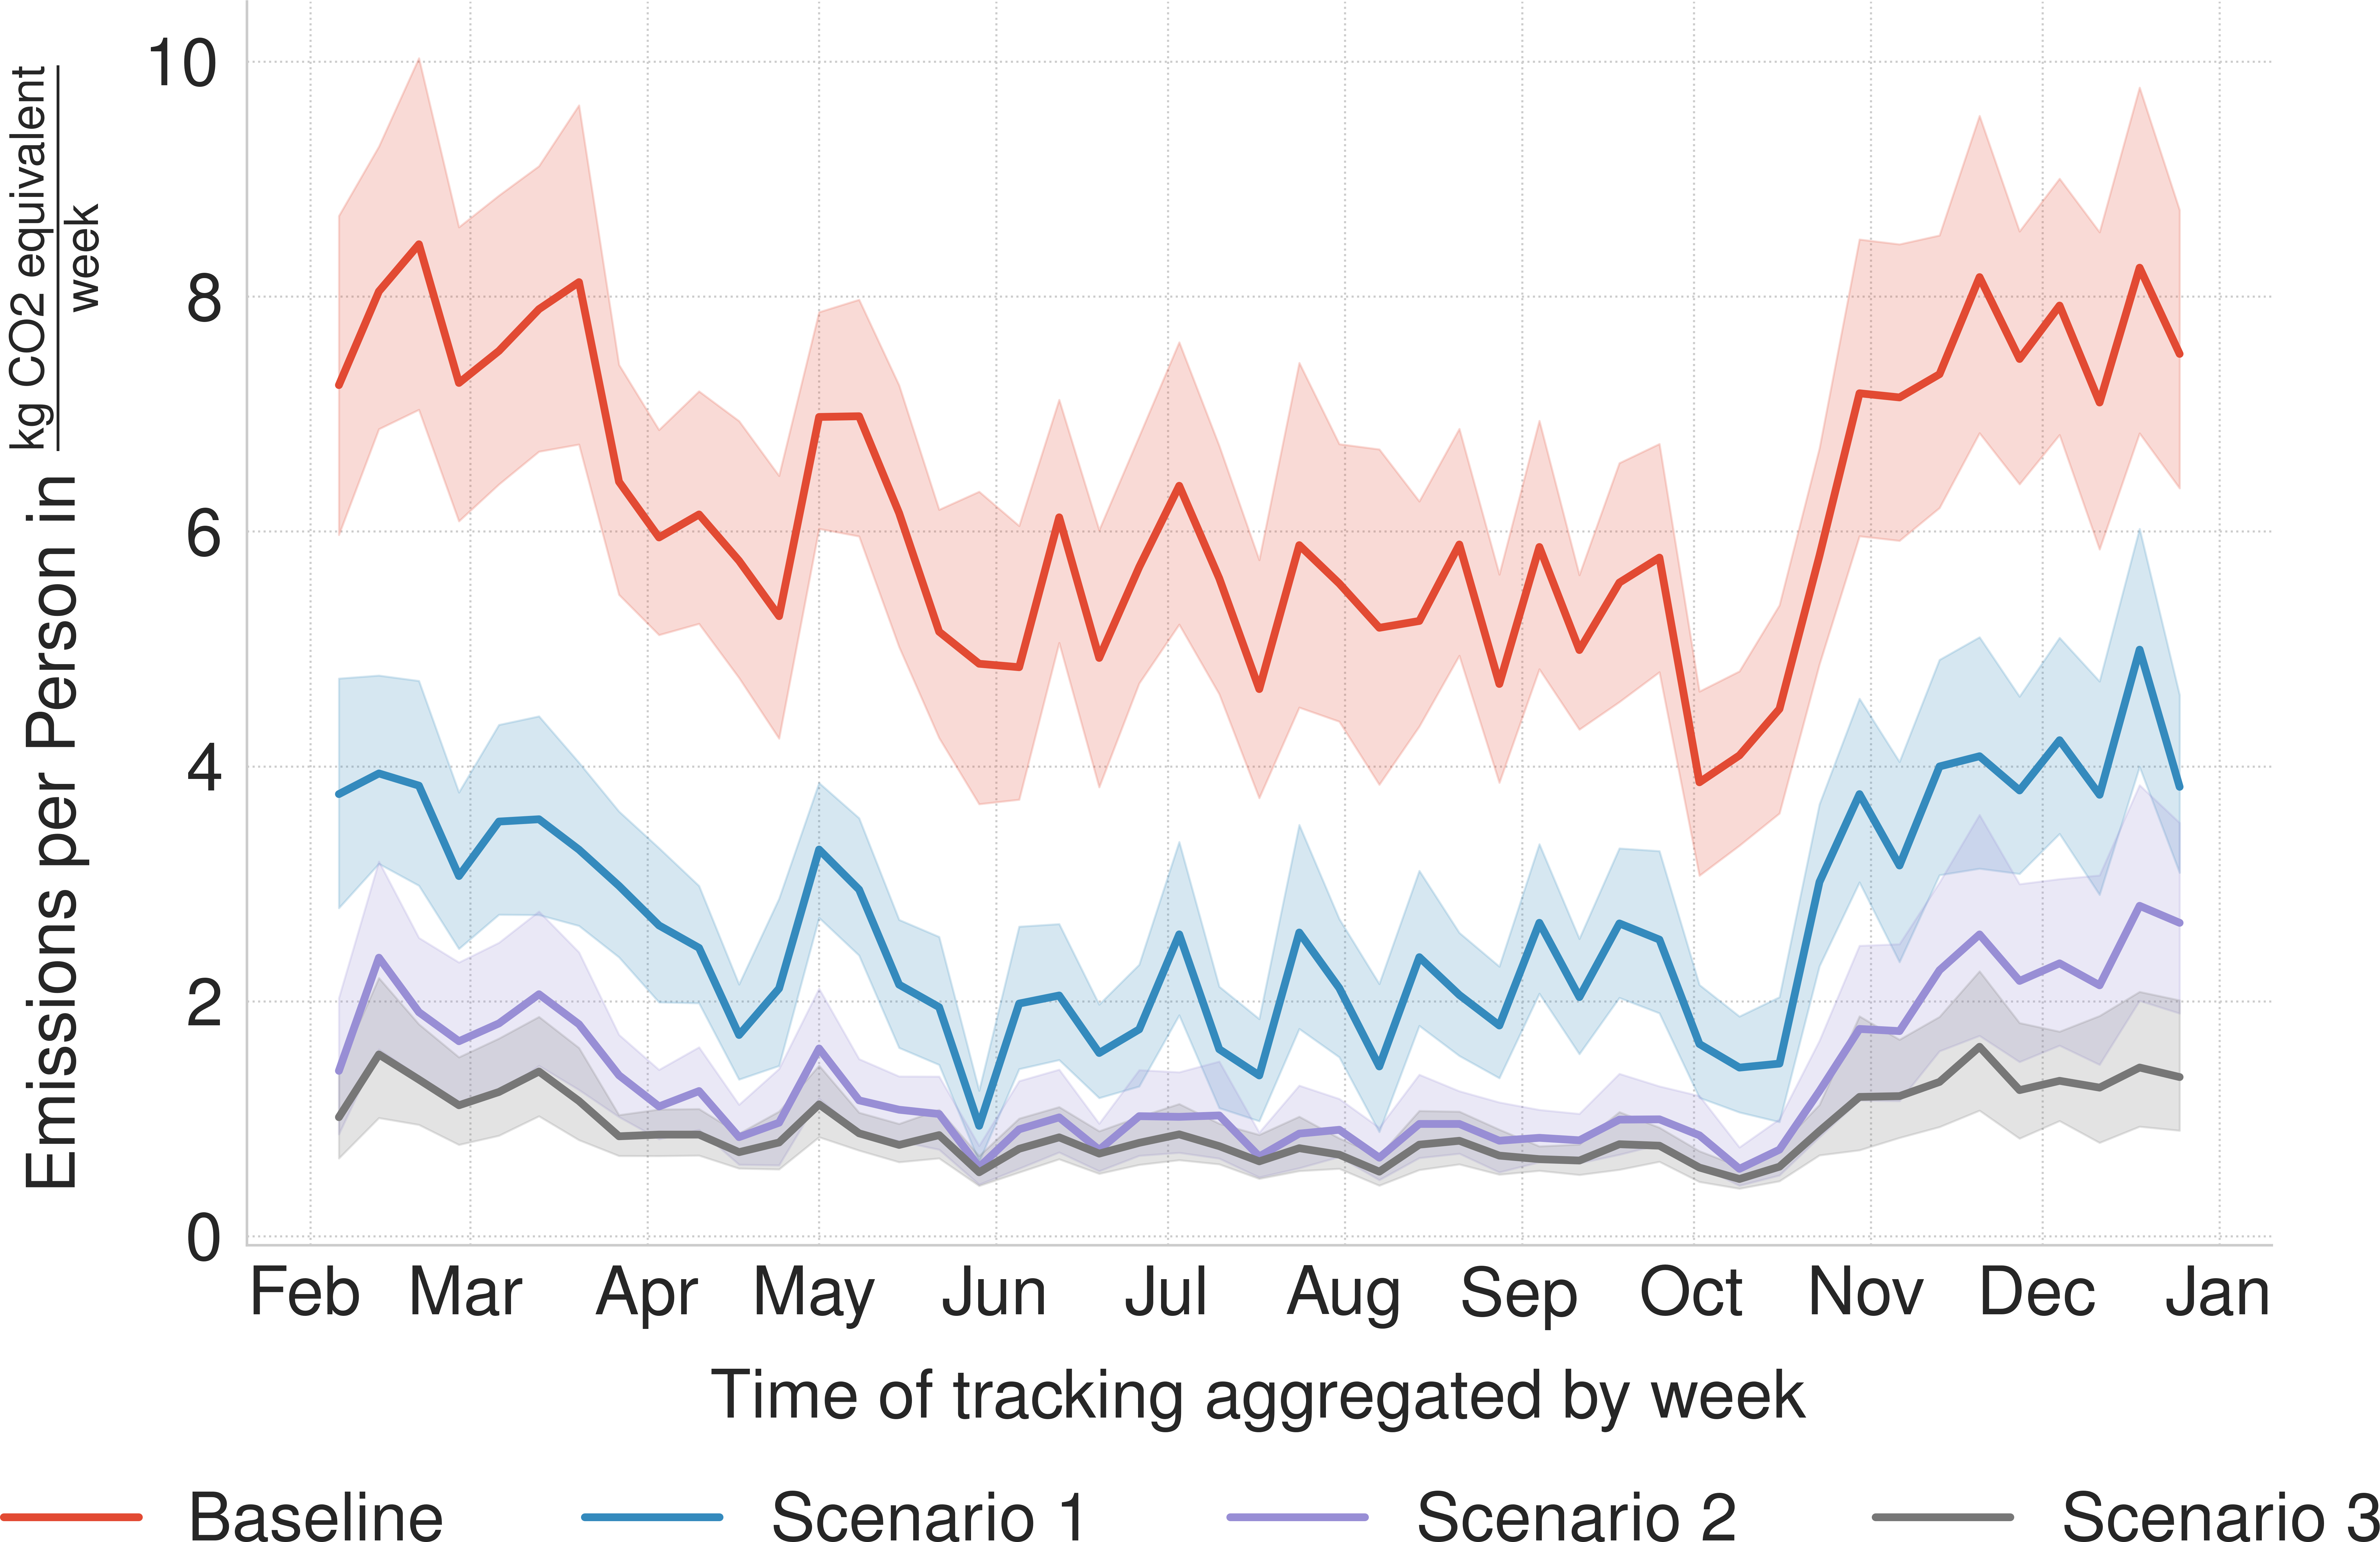 Emissions per Person in kg CO2 equivalent
week
10
8
6
4
2
0
Feb Mar Apr May Jun Jul Aug Sep Oct Nov Dec Jan
Time of tracking aggregated by week
Baseline Scenario 1 Scenario 2 Scenario 3